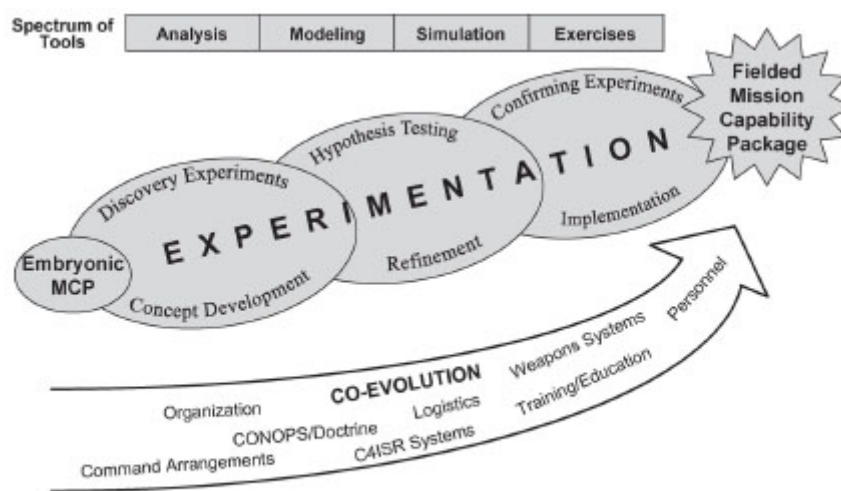 Spectrum of
Tools
Analysis
Modeling
Simulation
Exercises
Fielded
Mission
Capability
Package
Confirming Experiments
Hypothesis Testing
Discovery Experiments
EXPERIMENTATION
Implementation
Refinement
Concept Development
Embryonic
MCP
Personnel
Weapons Systems
CO-EVOLUTION
Training/Education
Organization
Logistics
CONOPS/Doctrine
C4ISR Systems
Command Arrangements